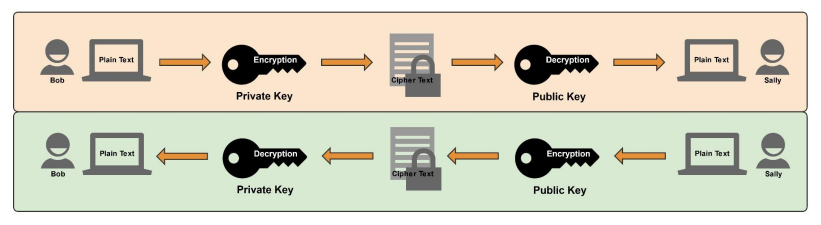 Plain Text
Encryption
Cipher Text
Decryption
Plain Text
Bob
Private Key
Public Key
Sally
Plain Text
Decryption
Cipher Text
Encryption
Plain Text
Bob
Private Key
Public Key
Sally